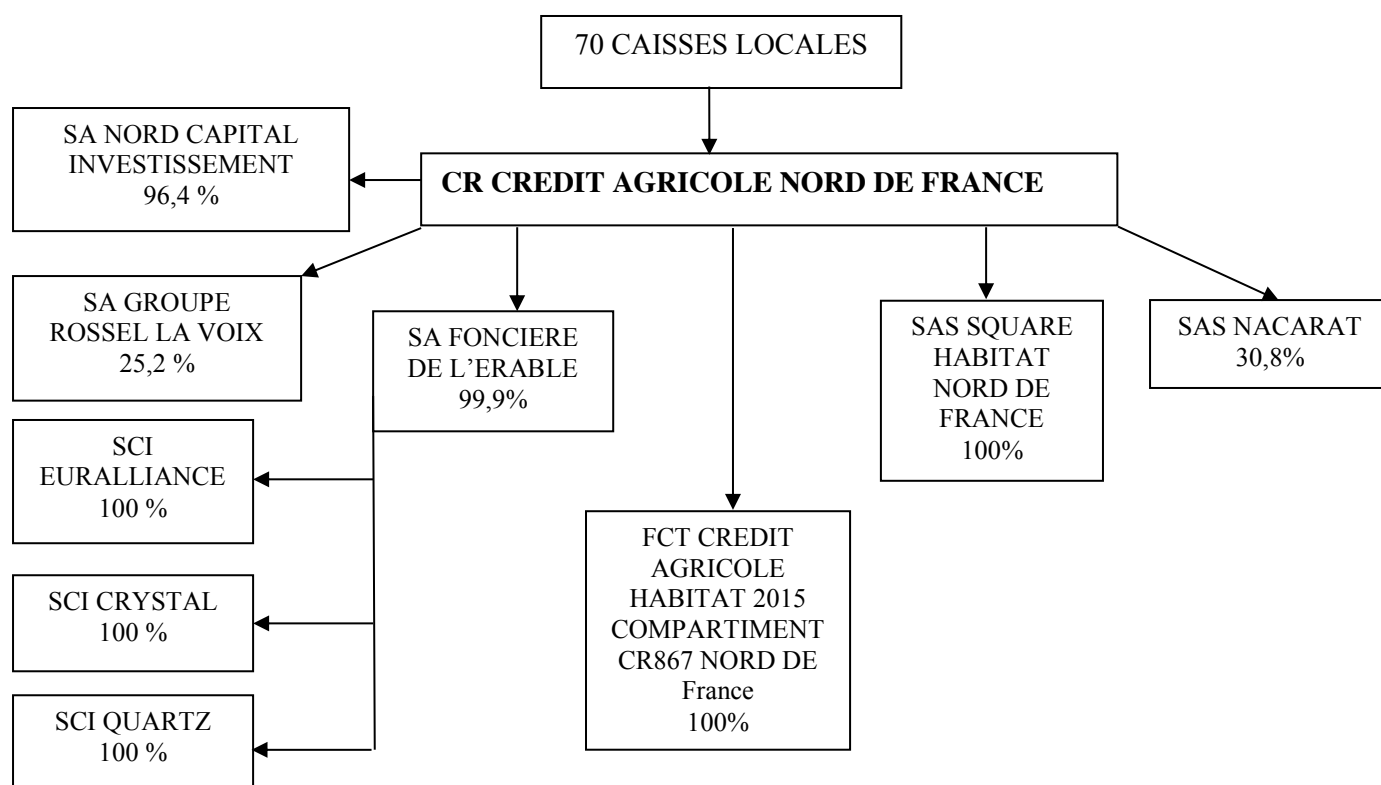 70 CAISSES LOCALES
SA NORD CAPITAL
INVESTISSEMENT
96,4 %
CR CREDIT AGRICOLE NORD DE FRANCE
SA GROUPE
ROSSEL LA VOIX
25,2 %
SA FONCIERE
DE L’ERABLE
99,9%
SAS SQUARE
HABITAT
NORD DE
FRANCE
100%
SAS NACARAT
30,8%
SCI
EURALLIANCE
100 %
FCT CREDIT
AGRICOLE
HABITAT 2015
COMPARTIMENT
CR867 NORD DE
France
100%
SCI CRYSTAL
100 %
SCI QUARTZ
100 %